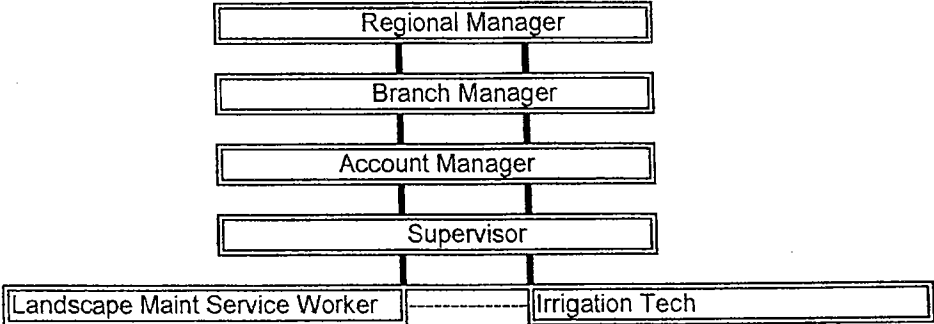 Regional Manager
Branch Manager
Account Manager
Supervisor
Landscape Maint Service Worker
Irrigation Tech